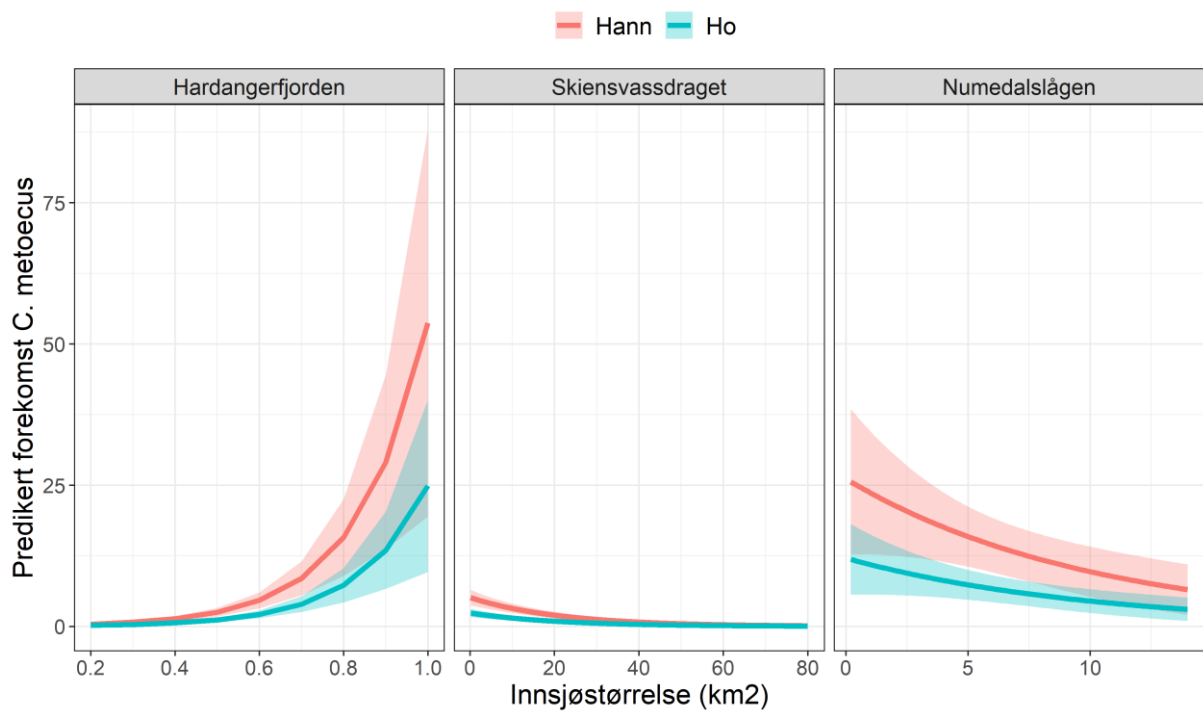 Hann Ho
Hardangerfjorden Skiensvassdraget Numedalslågen
Predikert forekomst C. metoecus
75
50
25
0
0.2 0.4 0.6 0.8 1.0 0 20 40 60 80 0 5 10
Innsjøstørrelse (km2)